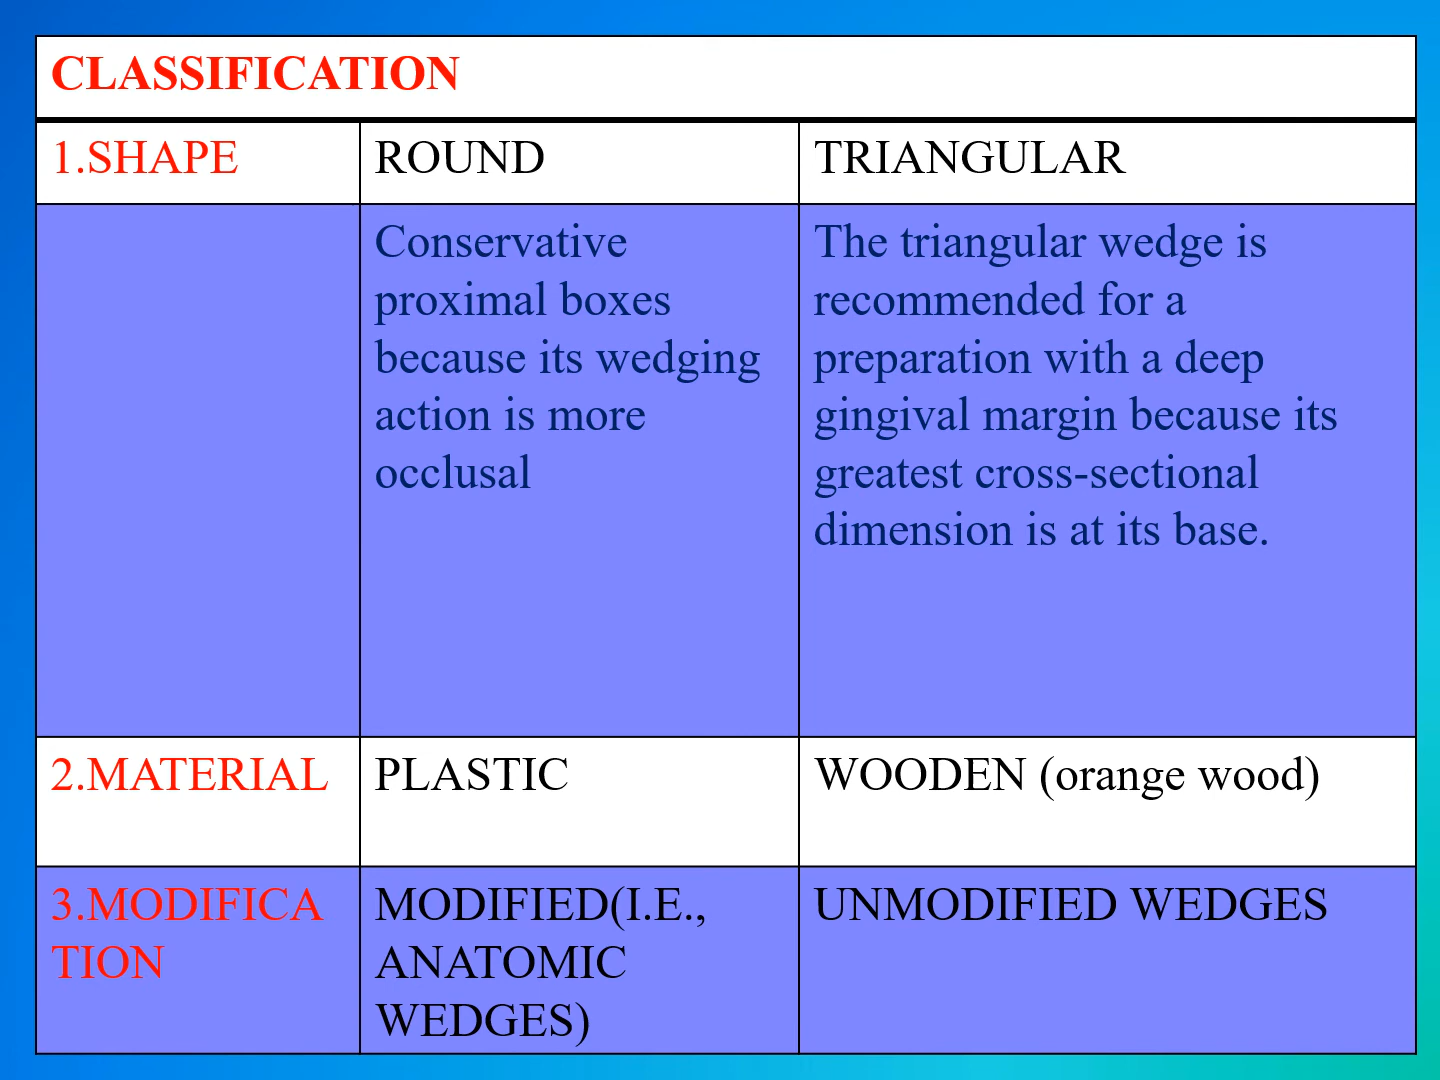 CLASSIFICATION
1.SHAPE
ROUND
TRIANGULAR
Conservative
proximal boxes
because its wedging
action is more
occlusal
The triangular wedge is
recommended for a
preparation with a deep
gingival margin because its
greatest cross-sectional
dimension is at its base.
2.MATERIAL
PLASTIC
WOODEN (orange wood)
3.MODIFICA
TION
MODIFIED(I.E.,
ANATOMIC
WEDGES)
UNMODIFIED WEDGES